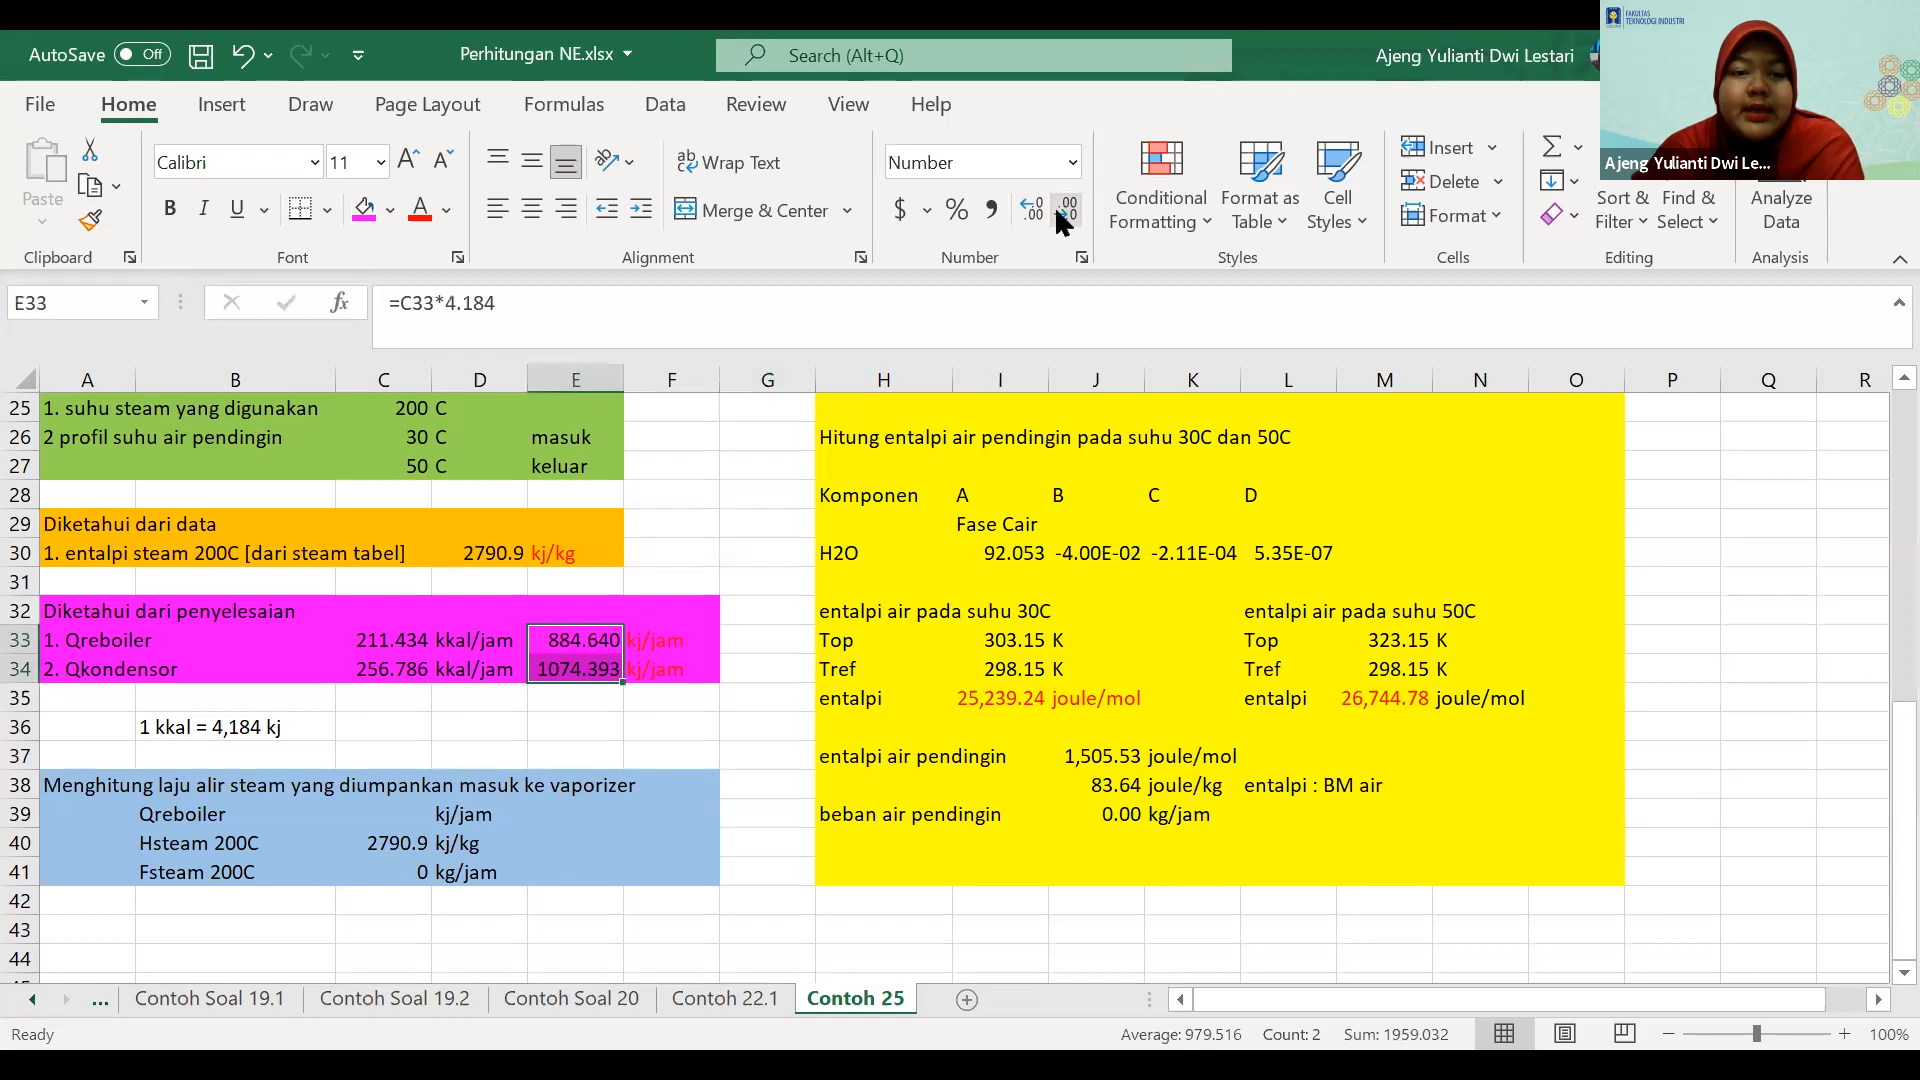 FAKULTAS
TEKNOLOGI INDUSTRI
AutoSave Off
Perhitungan NE.xlsx
Search (Alt+Q)
Ajeng Yulianti Dwi Lestari
Ajeng Yulianti Dwi Le...
File Home Insert Draw Page Layout Formulas Data Review View Help
Paste
Calibri 11
Wrap Text
Merge & Center
Number
Conditional Formatting
Format as Table
Cell Styles
Insert
Delete
Format
Sort & Filter
Find & Select
Analyze Data
Clipboard Font Alignment Number Styles Cells Editing Analysis
E33 fx =C33*4.184
A B C D E F G H I J K L M N O P Q R
25 1. suhu steam yang digunakan 200 C
26 2 profil suhu air pendingin 30 C masuk Hitung entalpi air pendingin pada suhu 30C dan 50C
27 50 C keluar
28 Komponen A B C D
29 Diketahui dari data Fase Cair
30 1. entalpi steam 200C [dari steam tabel] 2790.9 kj/kg H2O 92.053 -4.00E-02 -2.11E-04 5.35E-07
31
32 Diketahui dari penyelesaian entalpi air pada suhu 30C entalpi air pada suhu 50C
33 1. Qreboiler 211.434 kkal/jam 884.640 kj/jam Top 303.15 K Top 323.15 K
34 2. Qkondensor 256.786 kkal/jam 1074.393 kj/jam Tref 298.15 K Tref 298.15 K
35 entalpi 25,239.24 joule/mol entalpi 26,744.78 joule/mol
36 1 kkal = 4,184 kj
37 entalpi air pendingin 1,505.53 joule/mol
38 Menghitung laju alir steam yang diumpankan masuk ke vaporizer 83.64 joule/kg entalpi : BM air
39 Qreboiler kj/jam beban air pendingin 0.00 kg/jam
40 Hsteam 200C 2790.9 kj/kg
41 Fsteam 200C 0 kg/jam
42
43
44
... Contoh Soal 19.1 Contoh Soal 19.2 Contoh Soal 20 Contoh 22.1 Contoh 25
Ready Average: 979.516 Count: 2 Sum: 1959.032 100%